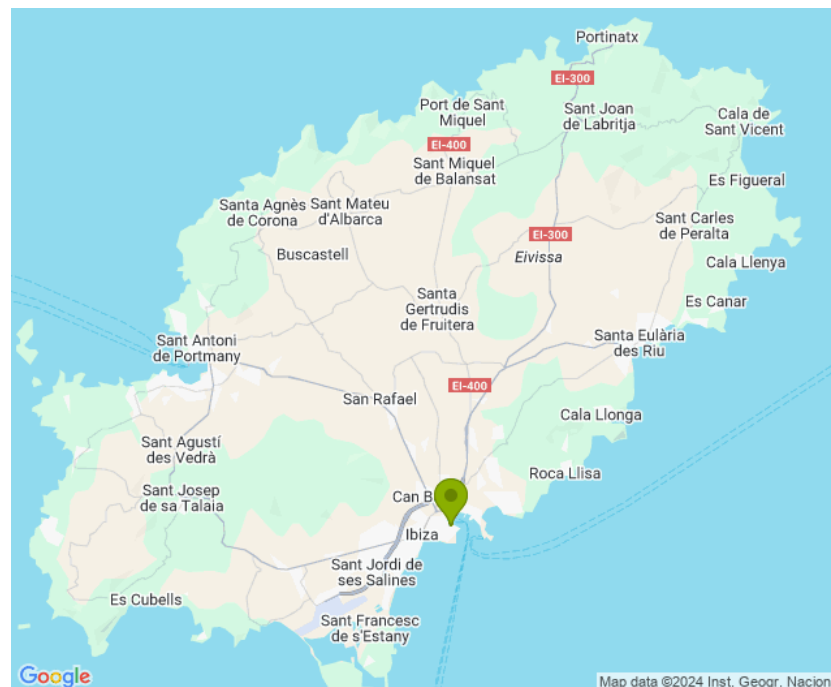 Portinatx
EI-300
Port de Sant
Miquel
Sant Joan
de Labritja
Cala de
Sant Vicent
EI-400
Sant Miquel
de Balansat
Es Figueral
Santa Agnès
de Corona
Sant Mateu
d'Albarca
Sant Carles
de Peralta
EI-300
Buscastell
Eivissa
Cala Llenya
Santa
Gertrudis
de Fruitera
Es Canar
Sant Antoni
de Portmany
Santa Eulària
des Riu
EI-400
San Rafael
Cala Llonga
Sant Agustí
des Vedrà
Roca Llisa
Sant Josep
de sa Talaia
Can B
Ibiza
Sant Jordi de
ses Salines
Es Cubells
Sant Francesc
de s'Estany
Google
Map data ©2024 Inst. Geogr. Nacion